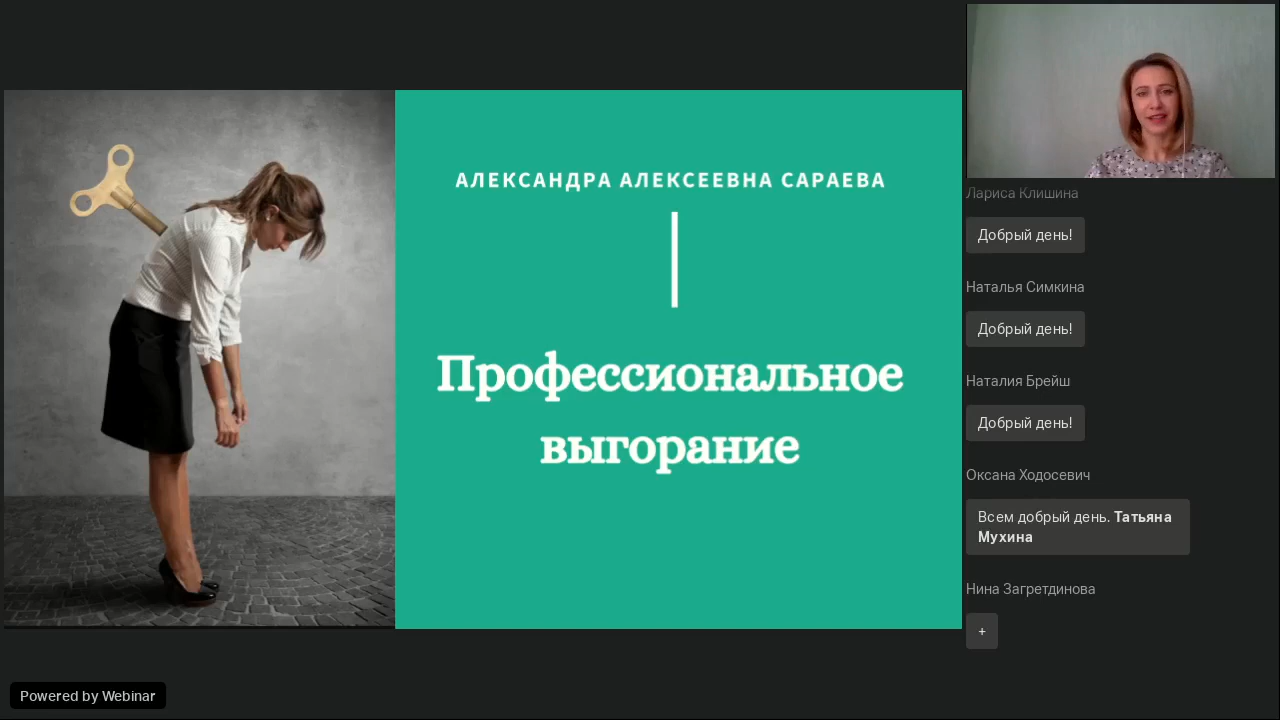 АЛЕКСАНДРА АЛЕКСЕЕВНА САРАЕВА
Профессиональное
выгорание
Лариса Клишина
Добрый день!
Наталья Симкина
Добрый день!
Наталия Брейш
Добрый день!
Оксана Ходосевич
Всем добрый день. Татьяна
Мухина
Нина Загретдинова
+
Powered by Webinar